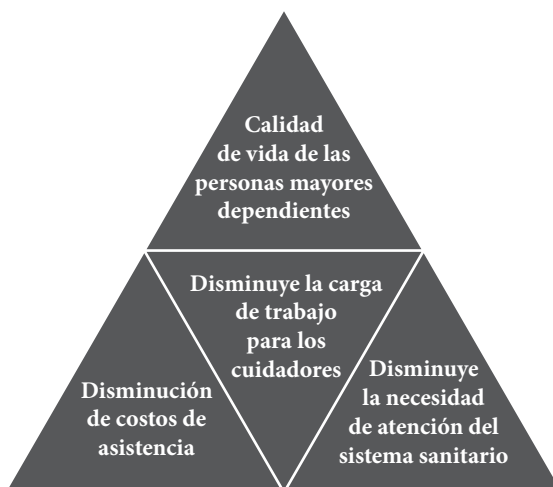 Calidad
de vida de las
personas mayores
dependientes
Disminuye la carga
de trabajo
para los
cuidadores
Disminución
de costos de
asistencia
Disminuye
la necesidad
de atención del
sistema sanitario